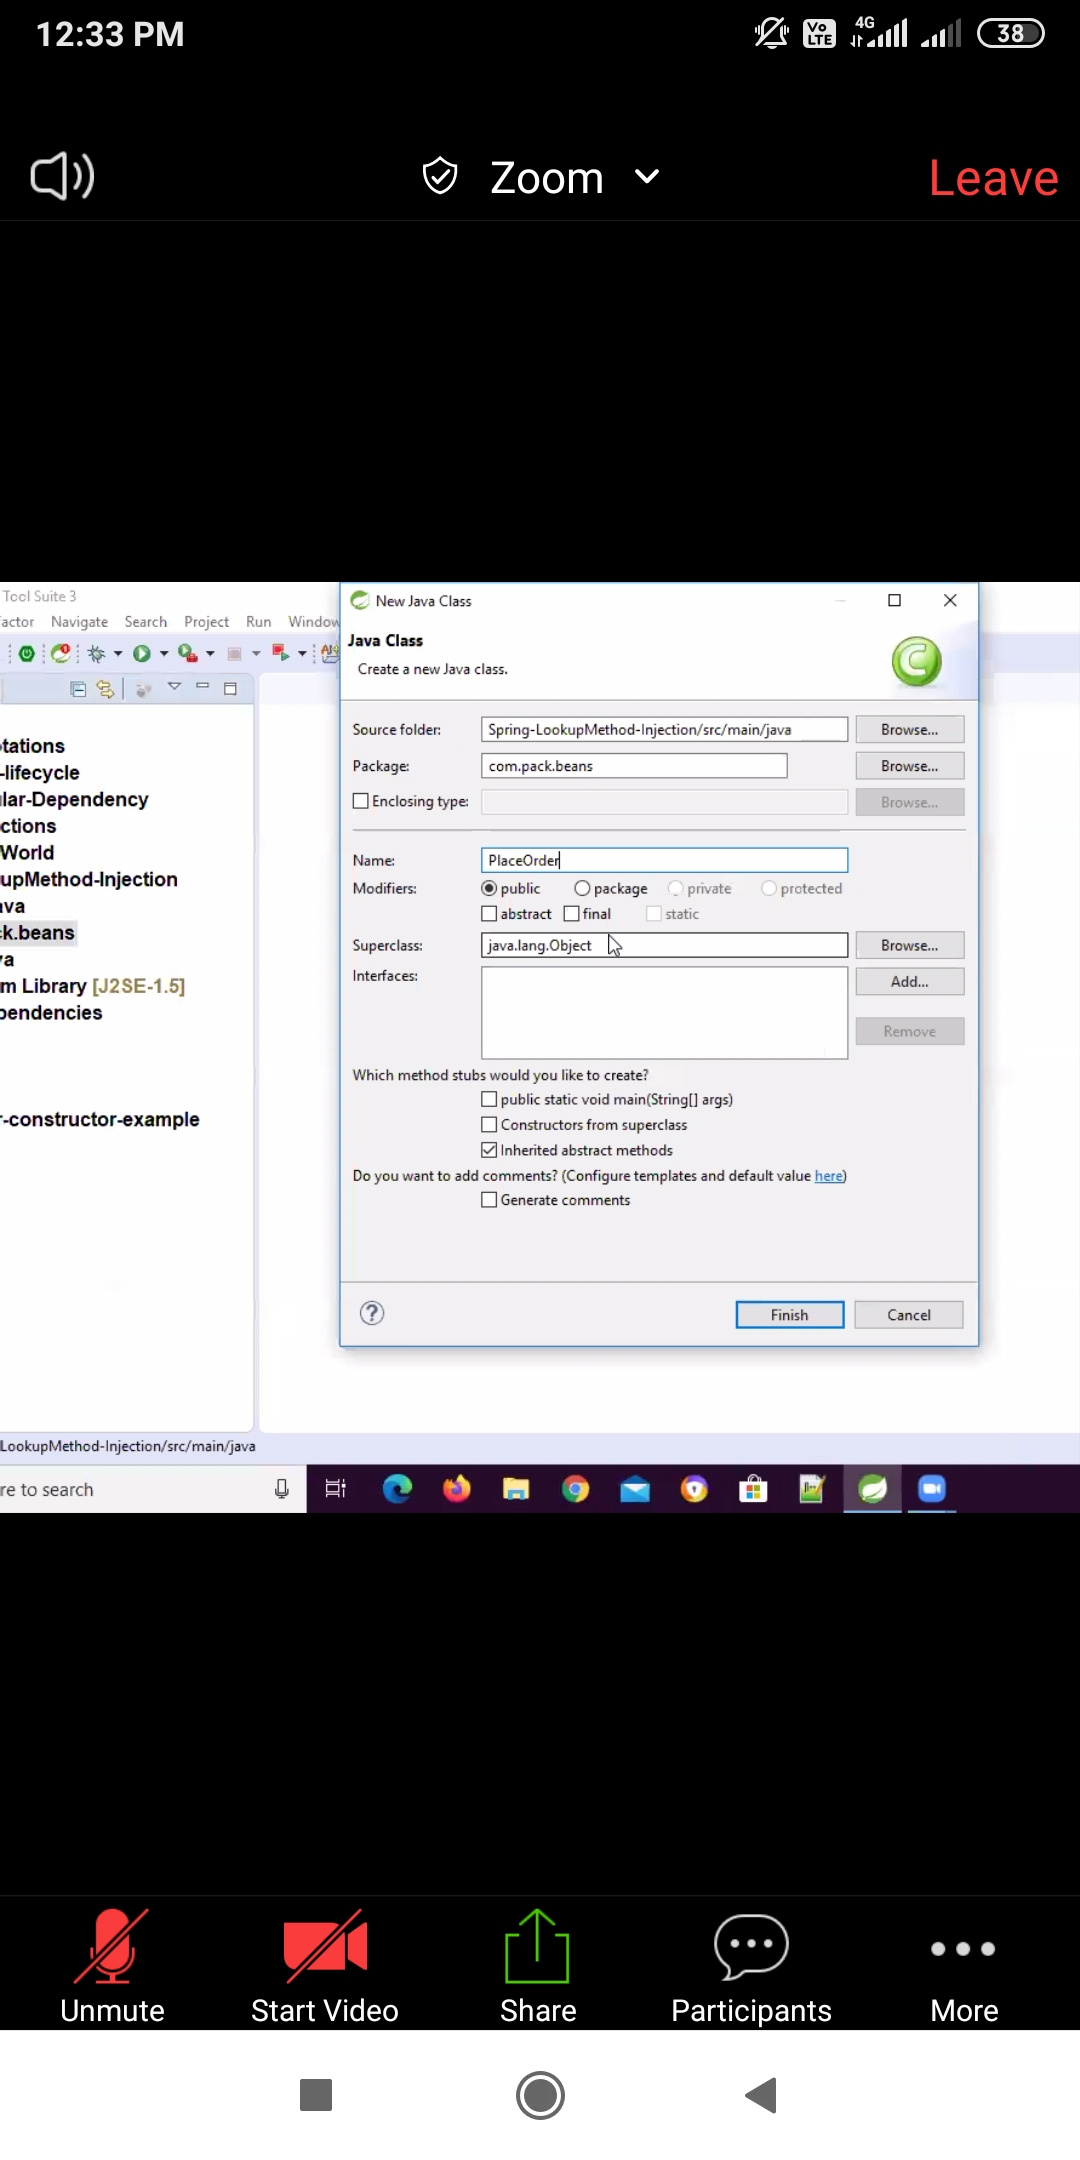 12:33 PM
Vo LTE 4G 38
Zoom
Leave
Tool Suite 3
actor Navigate Search Project Run Window
New Java Class
Java Class
Create a new Java class.
Source folder: Spring-LookupMethod-Injection/src/main/java Browse...
Package: com.pack.beans Browse...
Enclosing type: Browse...
Name: PlaceOrder
Modifiers: public package private protected
abstract final static
Superclass: java.lang.Object Browse...
Interfaces: Add...
Remove
Which method stubs would you like to create?
public static void main(String[] args)
Constructors from superclass
Inherited abstract methods
Do you want to add comments? (Configure templates and default value here)
Generate comments
Finish Cancel
tations
-lifecycle
lar-Dependency
ctions
World
upMethod-Injection
ava
k.beans
a
m Library [J2SE-1.5]
pendencies
r-constructor-example
LookupMethod-Injection/src/main/java
re to search
Unmute Start Video Share Participants More